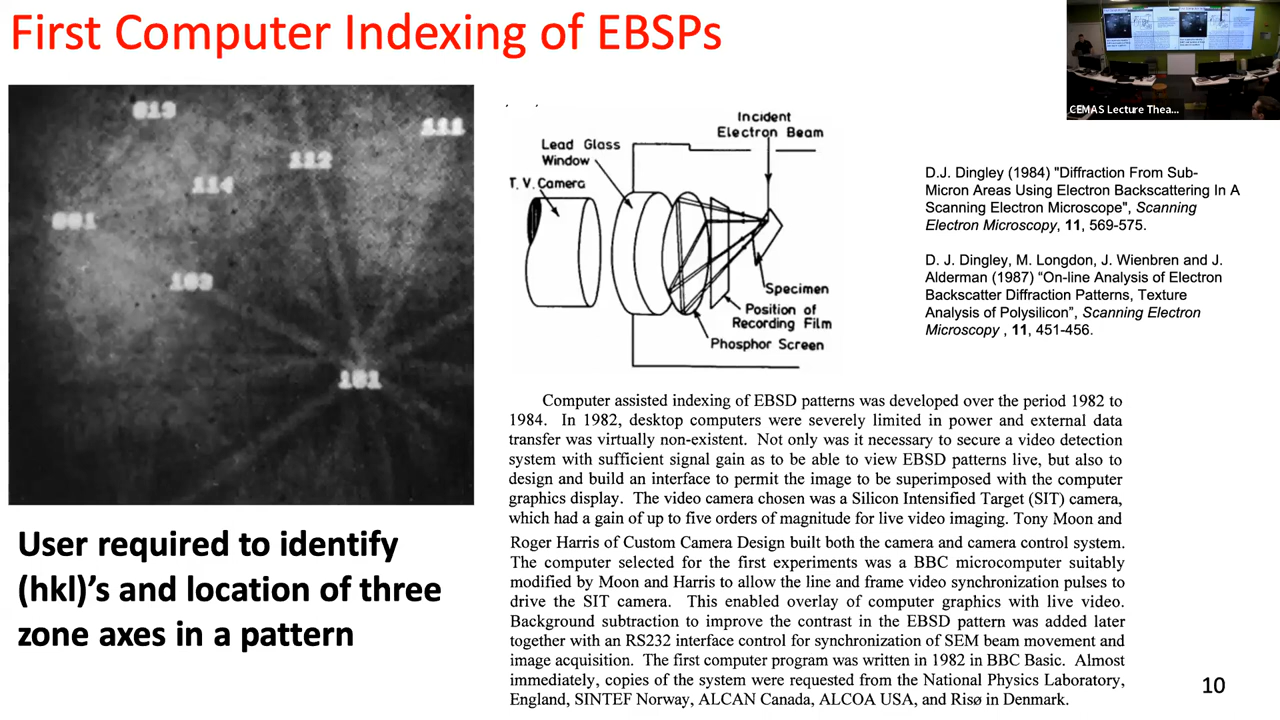 First Computer Indexing of EBSPs
013
111
112
114
001
103
101
User required to identify
(hkl)'s and location of three
zone axes in a pattern
Incident
Electron Beam
Lead Glass
Window
T.V. Camera
Specimen
Position of
Recording Film
Phosphor Screen
D.J. Dingley (1984) "Diffraction From Sub-
Micron Areas Using Electron Backscattering In A
Scanning Electron Microscope", Scanning
Electron Microscopy, 11, 569-575.
D. J. Dingley, M. Longdon, J. Wienbren and J.
Alderman (1987) "On-line Analysis of Electron
Backscatter Diffraction Patterns, Texture
Analysis of Polysilicon", Scanning Electron
Microscopy , 11, 451-456.
Computer assisted indexing of EBSD patterns was developed over the period 1982 to
1984. In 1982, desktop computers were severely limited in power and external data
transfer was virtually non-existent. Not only was it necessary to secure a video detection
system with sufficient signal gain as to be able to view EBSD patterns live, but also to
design and build an interface to permit the image to be superimposed with the computer
graphics display. The video camera chosen was a Silicon Intensified Target (SIT) camera,
which had a gain of up to five orders of magnitude for live video imaging. Tony Moon and
Roger Harris of Custom Camera Design built both the camera and camera control system.
The computer selected for the first experiments was a BBC microcomputer suitably
modified by Moon and Harris to allow the line and frame video synchronization pulses to
drive the SIT camera. This enabled overlay of computer graphics with live video.
Background subtraction to improve the contrast in the EBSD pattern was added later
together with an RS232 interface control for synchronization of SEM beam movement and
image acquisition. The first computer program was written in 1982 in BBC Basic. Almost
immediately, copies of the system were requested from the National Physics Laboratory,
England, SINTEF Norway, ALCAN Canada, ALCOA USA, and Risø in Denmark.
CEMAS Lecture Thea...
10